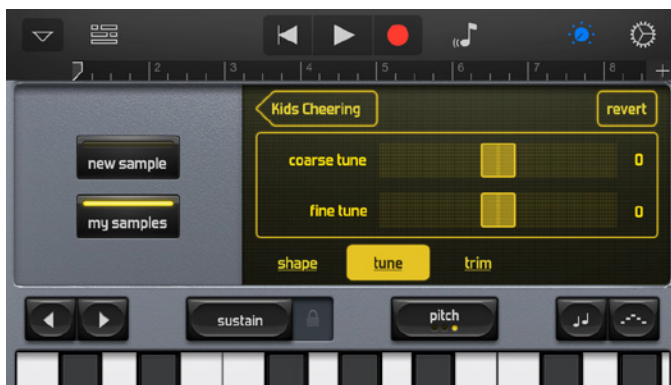 2 3 4 5 6 7 8
Kids Cheering
revert
new sample
coarse tune 0
my samples
fine tune 0
shape tune trim
sustain
pitch